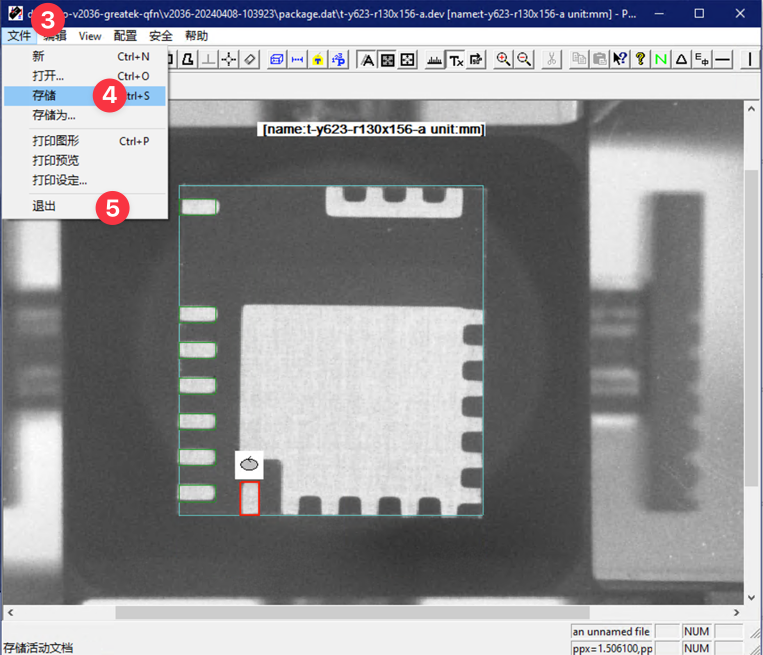 p-v2036-greatek-qfn\v2036-20240408-103923\package.dat\t-y623-r130x156-a.dev [name:t-y623-r130x156-a unit:mm] - P...
3
文件 编辑 View 配置 安全 帮助
新 Ctrl+N
打开... Ctrl+O
存储 4 trl+S
存储为...
打印图形 Ctrl+P
打印预览
打印设定...
退出 5
[name:t-y623-r130x156-a unit:mm]
an unnamed file NUM
存储活动文档 ppx=1.506100,pp NUM